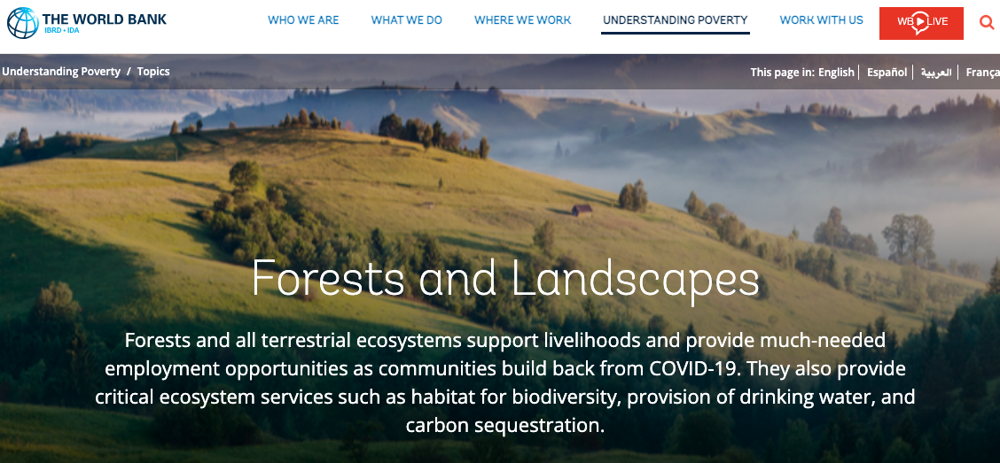 THE WORLD BANK
IBRD • IDA
WHO WE ARE
WHAT WE DO
WHERE WE WORK
UNDERSTANDING POVERTY
WORK WITH US
WB LIVE
Understanding Poverty / Topics
This page in: English | Español | العربية | França
Forests and Landscapes
Forests and all terrestrial ecosystems support livelihoods and provide much-needed
employment opportunities as communities build back from COVID-19. They also provide
critical ecosystem services such as habitat for biodiversity, provision of drinking water, and
carbon sequestration.